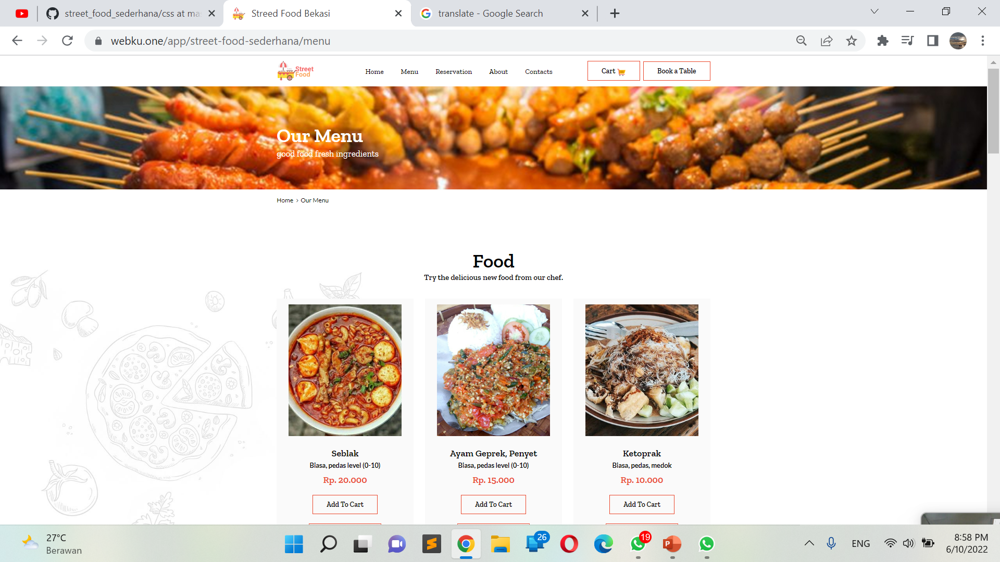 street_food_sederhana/css at ma
Streed Food Bekasi
translate - Google Search
webku.one/app/street-food-sederhana/menu
Street
Food
Home
Menu
Reservation
About
Contacts
Cart
Book a Table
Our Menu
good food fresh ingredients
Home > Our Menu
Food
Try the delicious new food from our chef.
Seblak
Biasa, pedas level (0-10)
Rp. 20.000
Add To Cart
Ayam Geprek, Penyet
Biasa, pedas level (0-10)
Rp. 15.000
Add To Cart
Ketoprak
Biasa, pedas, medok
Rp. 10.000
Add To Cart
27°C
Berawan
26
19
ENG
8:58 PM
6/10/2022